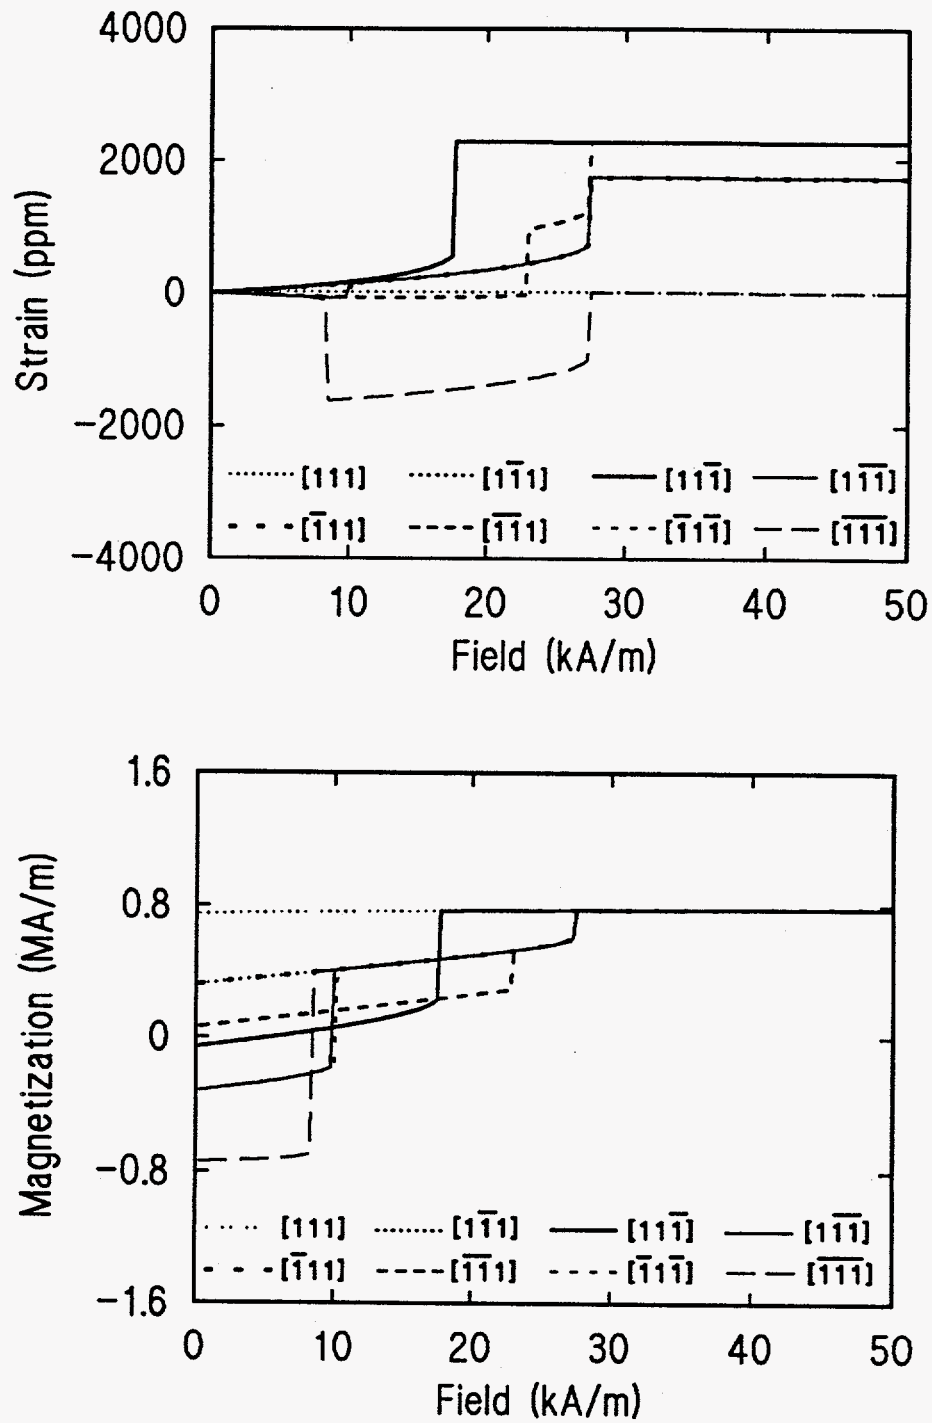 4000
2000
0
−2000
−4000
Strain (ppm)
[111] [11̅1] [111̅] [11̅1̅]
[1̅11] [1̅1̅1] [1̅11̅] [1̅1̅1̅]
0 10 20 30 40 50
Field (kA/m)
1.6
0.8
0
−0.8
−1.6
Magnetization (MA/m)
[111] [11̅1] [111̅] [11̅1̅]
[1̅11] [1̅1̅1] [1̅11̅] [1̅1̅1̅]
0 10 20 30 40 50
Field (kA/m)